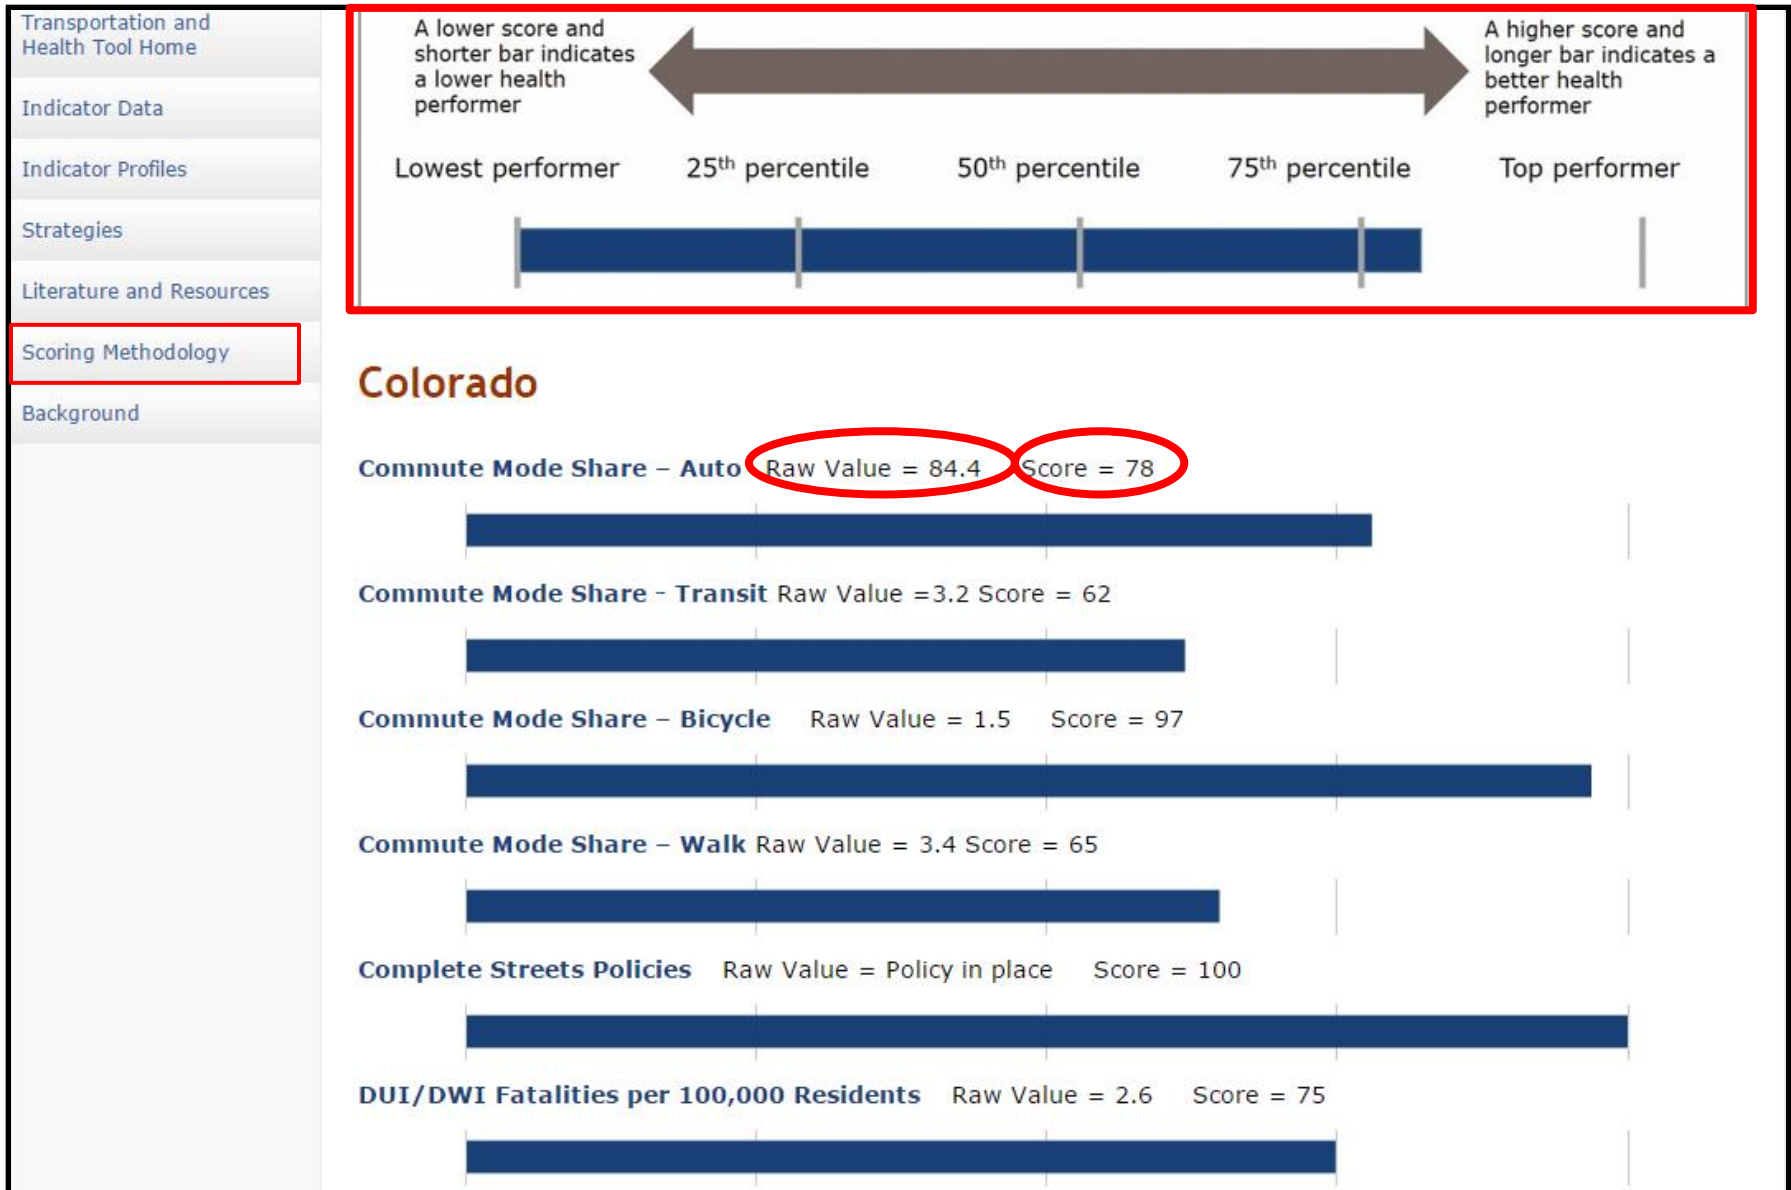 Transportation and
Health Tool Home
Indicator Data
Indicator Profiles
Strategies
Literature and Resources
Scoring Methodology
Background
A lower score and
shorter bar indicates
a lower health
performer
A higher score and
longer bar indicates a
better health
performer
Lowest performer 25th percentile 50th percentile 75th percentile Top performer
Colorado
Commute Mode Share – Auto Raw Value = 84.4 Score = 78
Commute Mode Share - Transit Raw Value =3.2 Score = 62
Commute Mode Share – Bicycle Raw Value = 1.5 Score = 97
Commute Mode Share – Walk Raw Value = 3.4 Score = 65
Complete Streets Policies Raw Value = Policy in place Score = 100
DUI/DWI Fatalities per 100,000 Residents Raw Value = 2.6 Score = 75